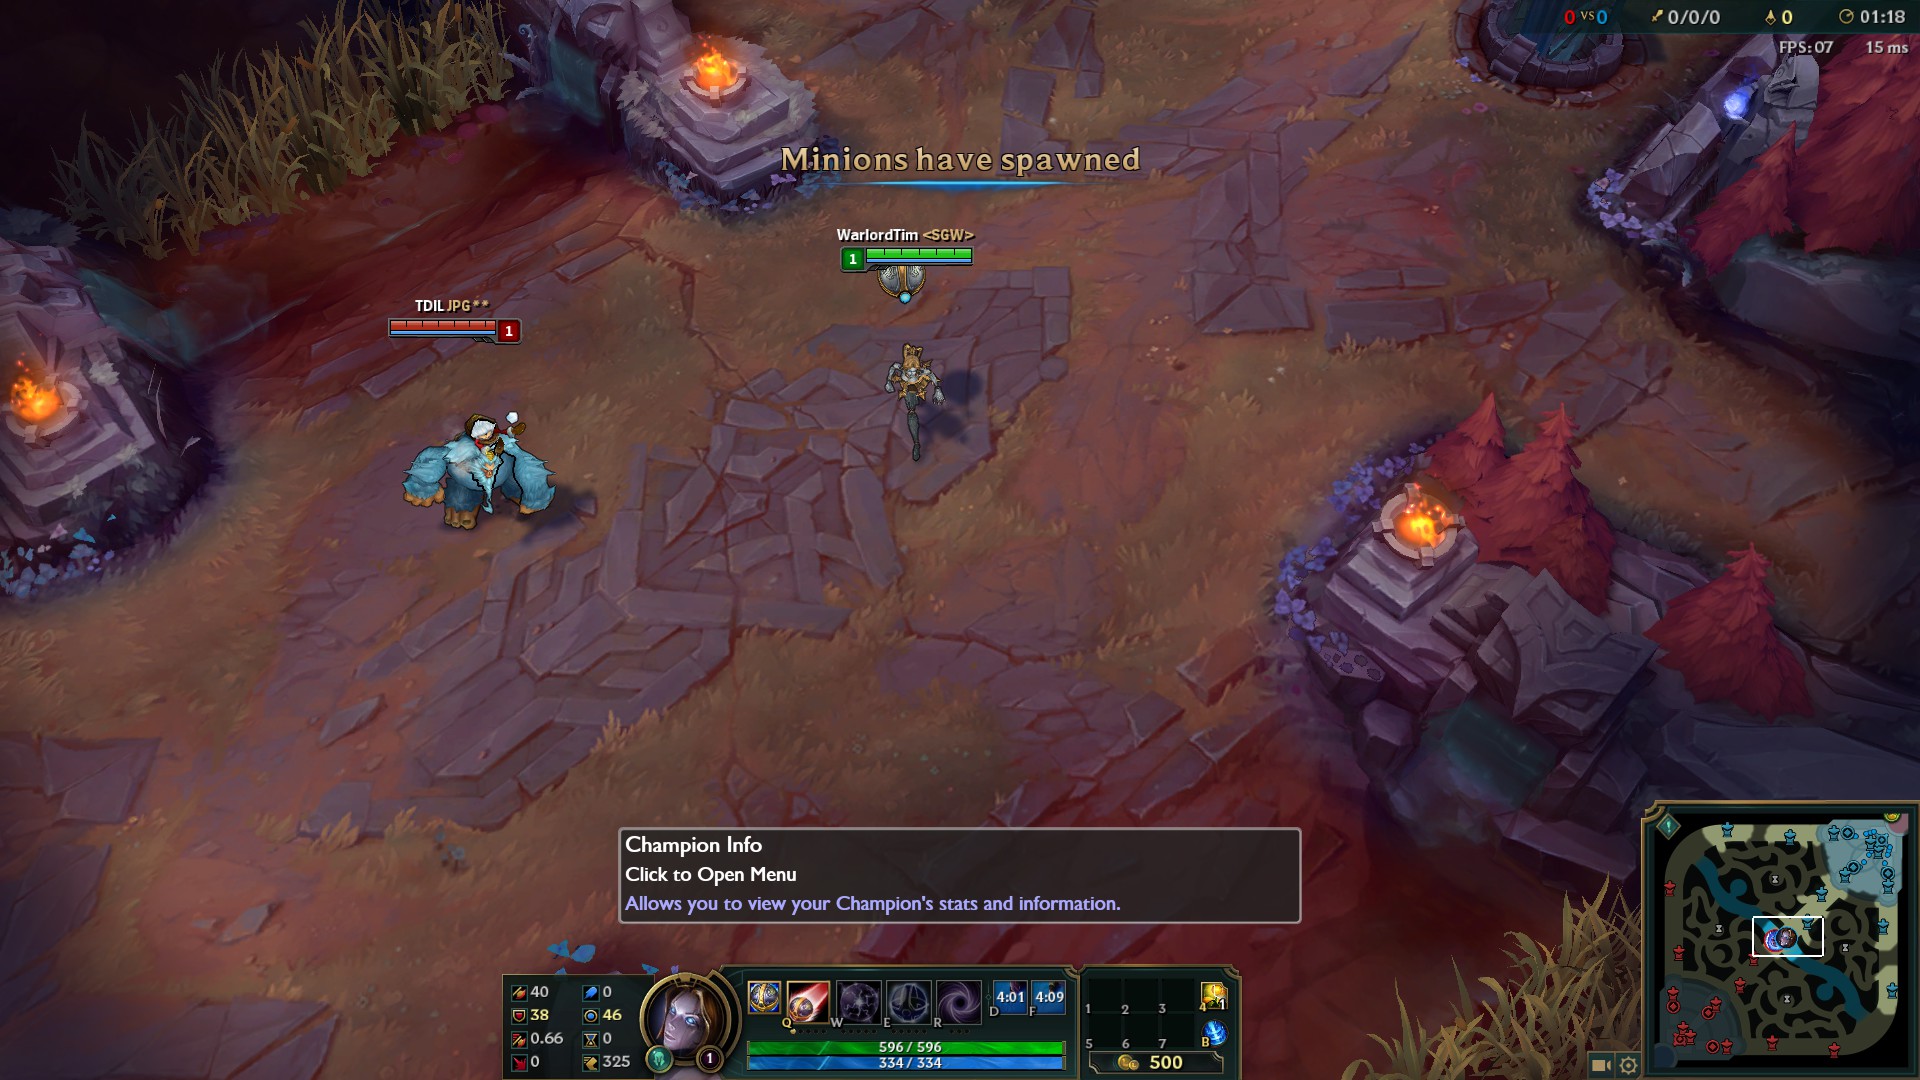 0 VS 0 0/0/0 0 01:18
FPS:07 15 ms
Minions have spawned
WarlordTim <SGW>
1
TDIL JPG**
1
Champion Info
Click to Open Menu
Allows you to view your Champion's stats and information.
40 0
38 46
0.66 0
0 325
1
Q W E R
4:01 4:09
D F
596 / 596
334 / 334
1 2 3 4 1
5 6 7 B
500